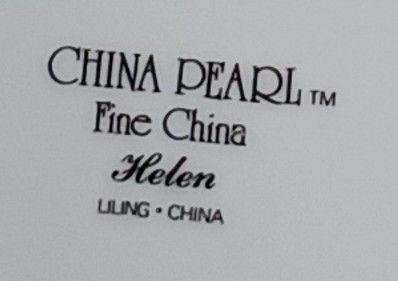 CHINA PEARL™
Fine China
Helen
LILING • CHINA